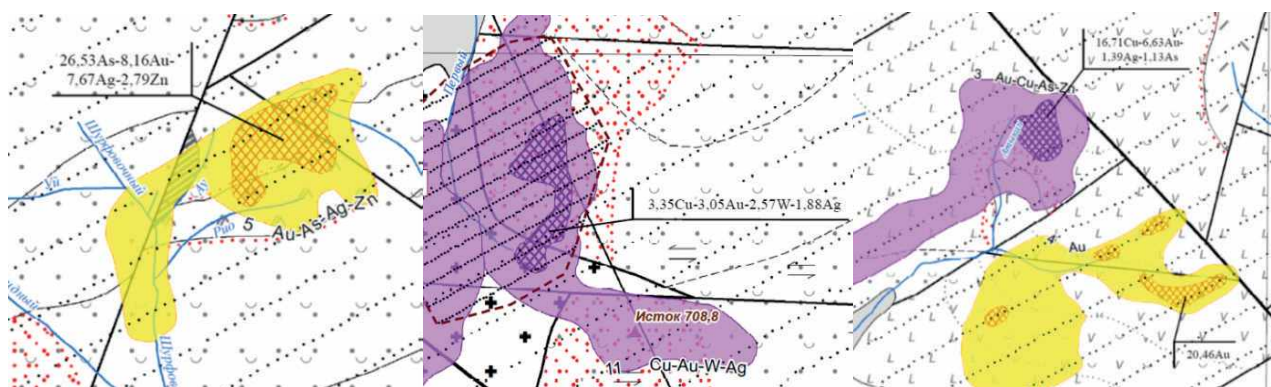 26,53As-8,16Au-
7,67Ag-2,79Zn
Шурфовочный
Рио
5 Au-As-Ag-Zn
Первый
3,35Cu-3,05Au-2,57W-1,88Ag
Исток 708,8
11 Cu-Au-W-Ag
16,71Cu-6,63Au-
1,39Ag-1,13As
3 Au-Cu-As-Zn
4 Au
20,46Au